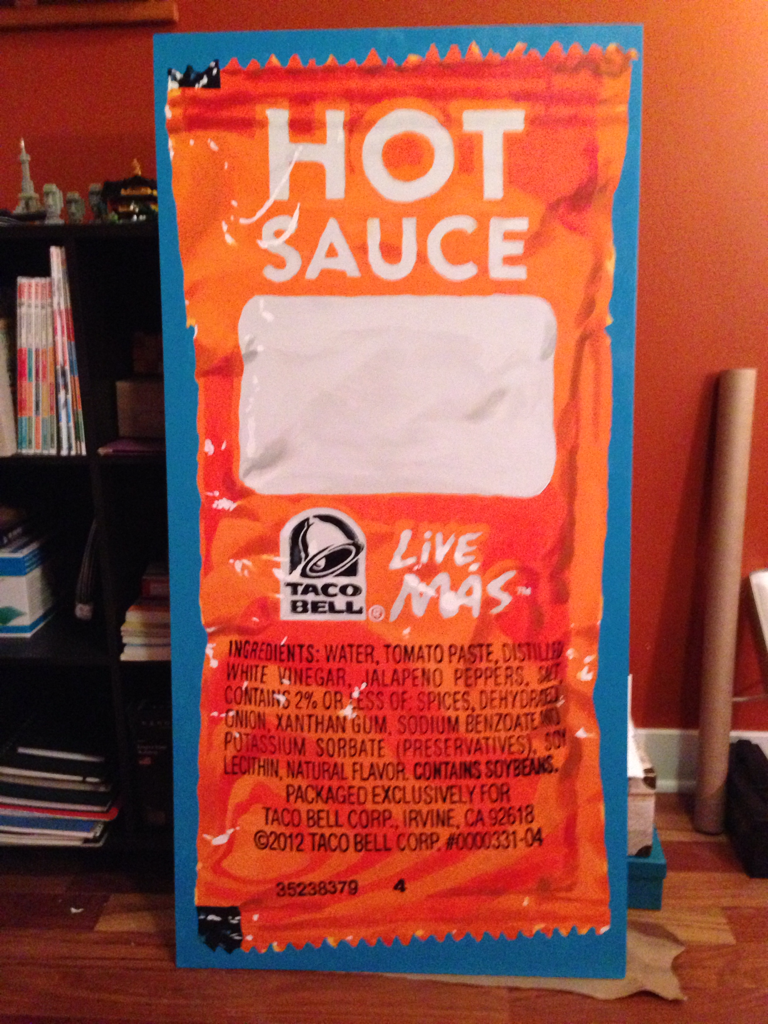 HOT
SAUCE
TACO
BELL®
LiVE
MÁS™
INGREDIENTS: WATER, TOMATO PASTE, DISTILLED
WHITE VINEGAR, JALAPENO PEPPERS, SALT
CONTAINS 2% OR LESS OF: SPICES, DEHYDRATED
ONION, XANTHAN GUM, SODIUM BENZOATE AND
POTASSIUM SORBATE (PRESERVATIVES), SOY
LECITHIN, NATURAL FLAVOR. CONTAINS SOYBEANS.
PACKAGED EXCLUSIVELY FOR
TACO BELL CORP., IRVINE, CA 92618
©2012 TACO BELL CORP. #0000331-04
35238379 4